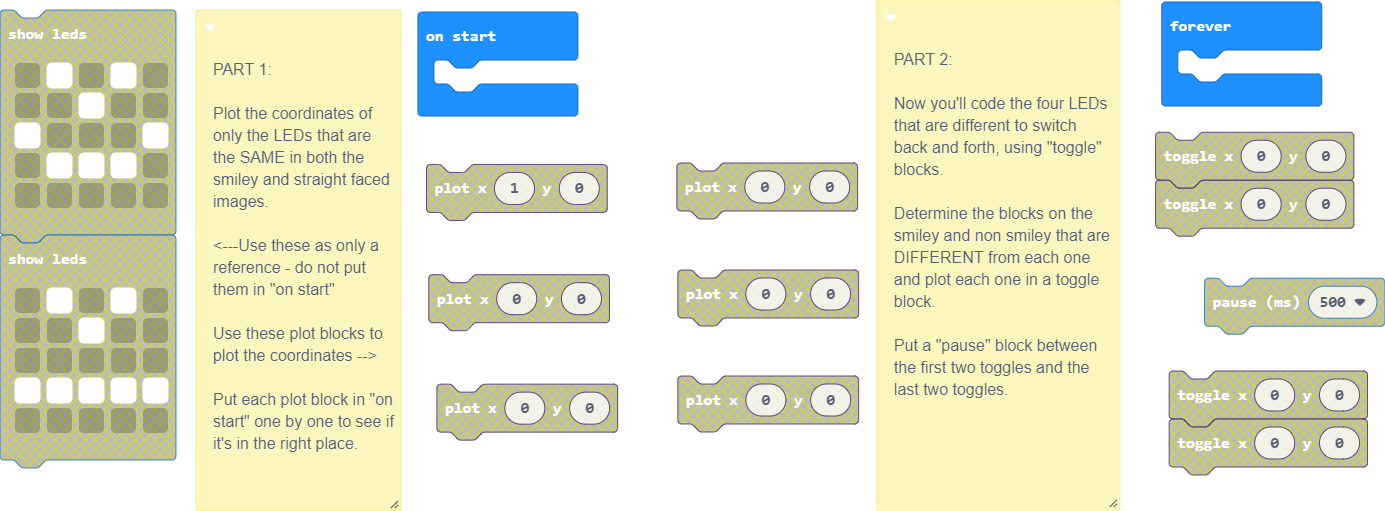 show leds
show leds
PART 1:
Plot the coordinates of
only the LEDs that are
the SAME in both the
smiley and straight faced
images.
<---Use these as only a
reference - do not put
them in "on start"
Use these plot blocks to
plot the coordinates -->
Put each plot block in "on
start" one by one to see if
it's in the right place.
on start
plot x 1 y 0
plot x 0 y 0
plot x 0 y 0
plot x 0 y 0
plot x 0 y 0
plot x 0 y 0
PART 2:
Now you'll code the four LEDs
that are different to switch
back and forth, using "toggle"
blocks.
Determine the blocks on the
smiley and non smiley that are
DIFFERENT from each one
and plot each one in a toggle
block.
Put a "pause" block between
the first two toggles and the
last two toggles.
forever
toggle x 0 y 0
toggle x 0 y 0
pause (ms) 500
toggle x 0 y 0
toggle x 0 y 0